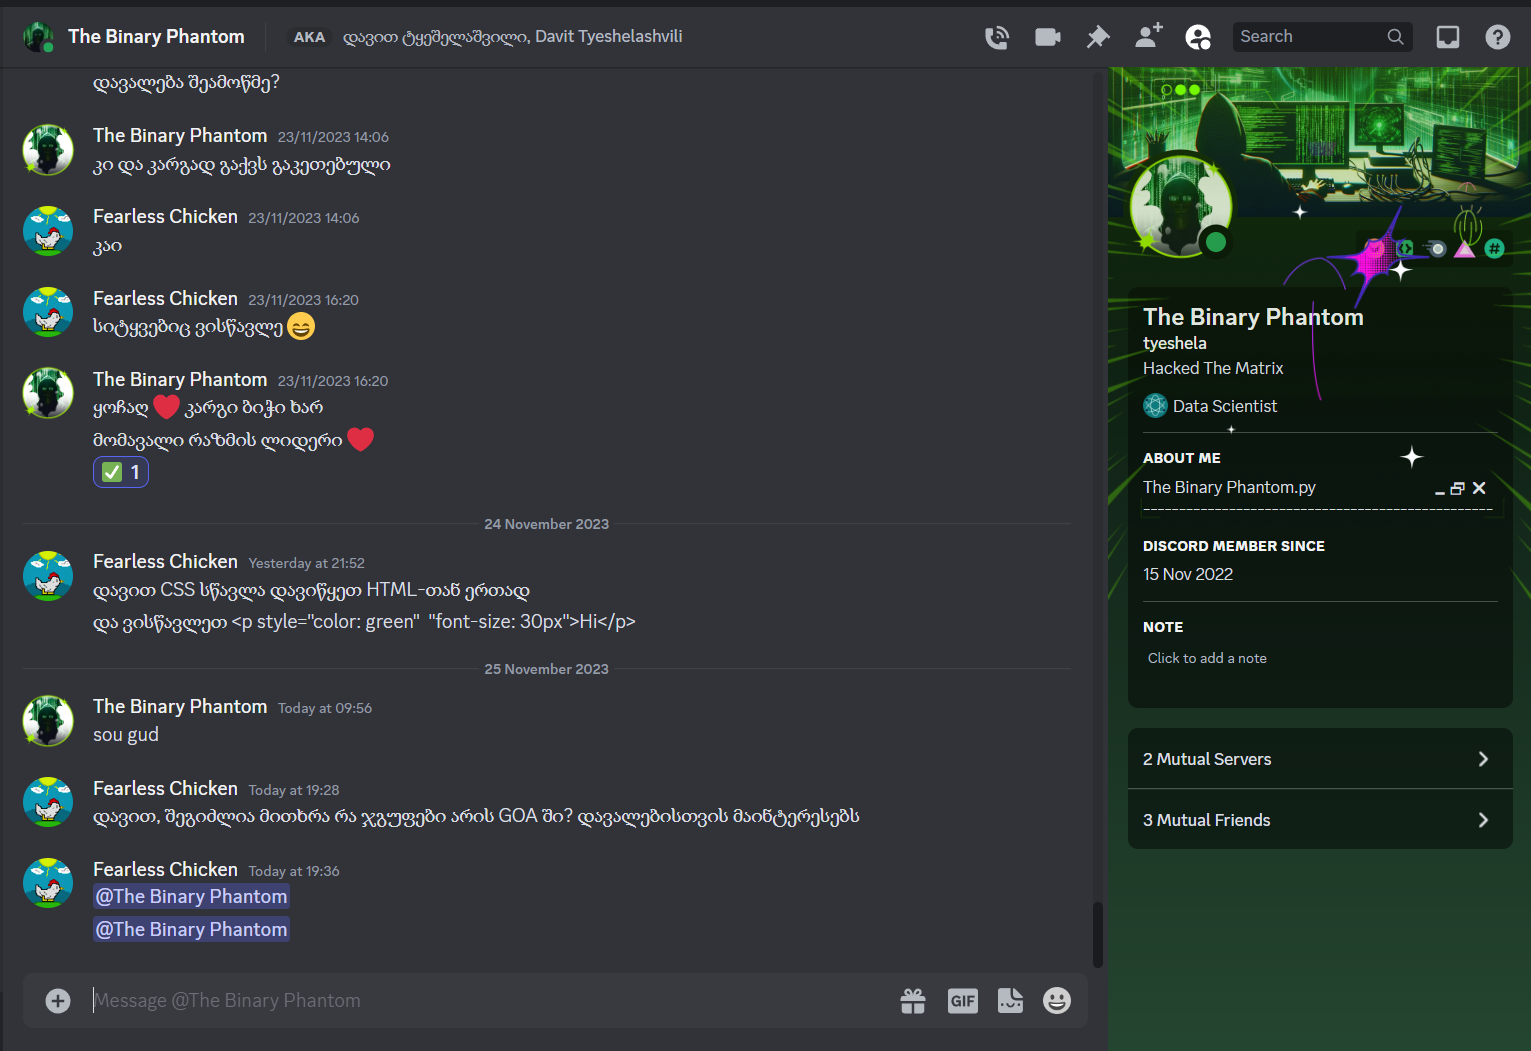 The Binary Phantom
AKA დავით ტყეშელაშვილი, Davit Tyeshelashvili
Search
დავალება შეამოწმე?
The Binary Phantom 23/11/2023 14:06
კი და კარგად გაქვს გაკეთებული
Fearless Chicken 23/11/2023 14:06
კაი
Fearless Chicken 23/11/2023 16:20
სიტყვებიც ვისწავლე😄
The Binary Phantom 23/11/2023 16:20
ყოჩაღ ❤️ კარგი ბიჭი ხარ
მომავალი რაზმის ლიდერი ❤️
✅ 1
24 November 2023
Fearless Chicken Yesterday at 21:52
დავით CSS სწავლა დავიწყეთ HTML-თან ერთად
და ვისწავლეთ <p style="color: green"  "font-size: 30px">Hi</p>
25 November 2023
The Binary Phantom Today at 09:56
sou gud
Fearless Chicken Today at 19:28
დავით, შეგიძლია მითხრა რა ჯგუფები არის GOA ში? დავალებისთვის მაინტერესებს
Fearless Chicken Today at 19:36
@The Binary Phantom
@The Binary Phantom
Message @The Binary Phantom
GIF
The Binary Phantom
tyeshela
Hacked The Matrix
Data Scientist
ABOUT ME
The Binary Phantom.py
DISCORD MEMBER SINCE
15 Nov 2022
NOTE
Click to add a note
2 Mutual Servers
3 Mutual Friends